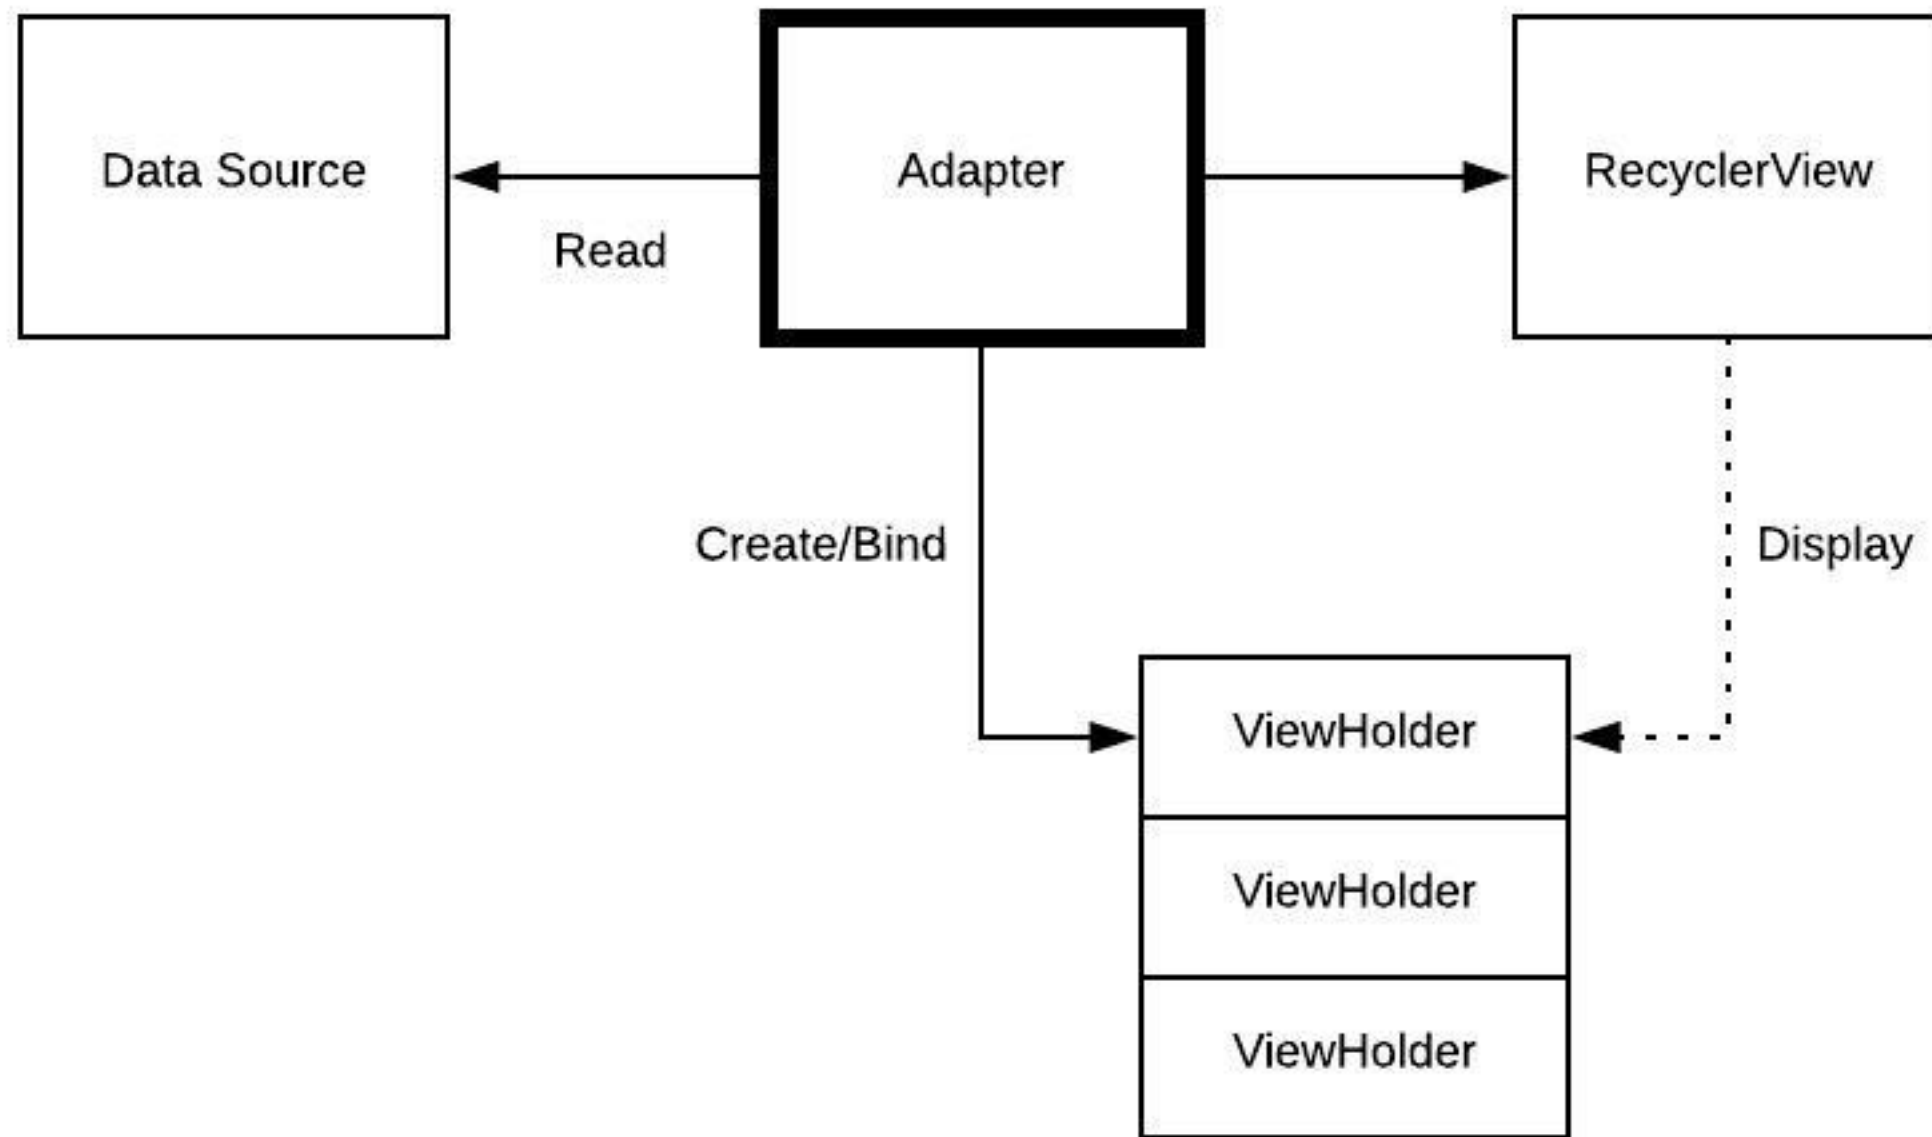 Data Source
Adapter
RecyclerView
Read
Create/Bind
Display
ViewHolder
ViewHolder
ViewHolder